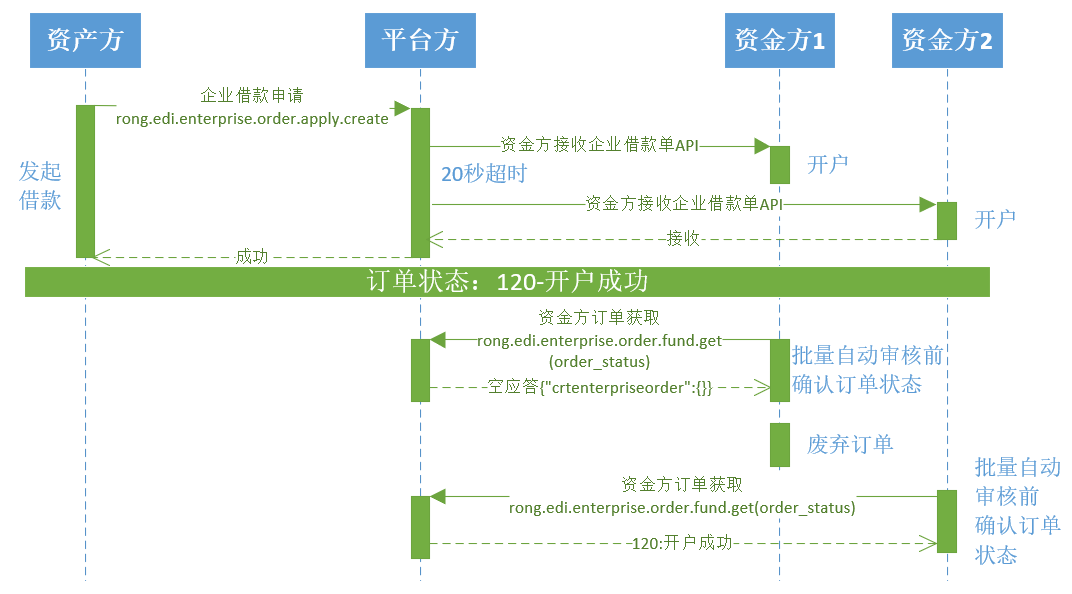 资产方
平台方
资金方1
资金方2
企业借款申请
rong.edi.enterprise.order.apply.create
资金方接收企业借款单API
开户
发起
借款
20秒超时
资金方接收企业借款单API
开户
接收
成功
订单状态：120-开户成功
资金方订单获取
rong.edi.enterprise.order.fund.get
(order_status)
批量自动审核前
确认订单状态
空应答{"crtenterpriseorder":{}}
废弃订单
资金方订单获取
rong.edi.enterprise.order.fund.get(order_status)
批量自动
审核前
确认订单
状态
120:开户成功